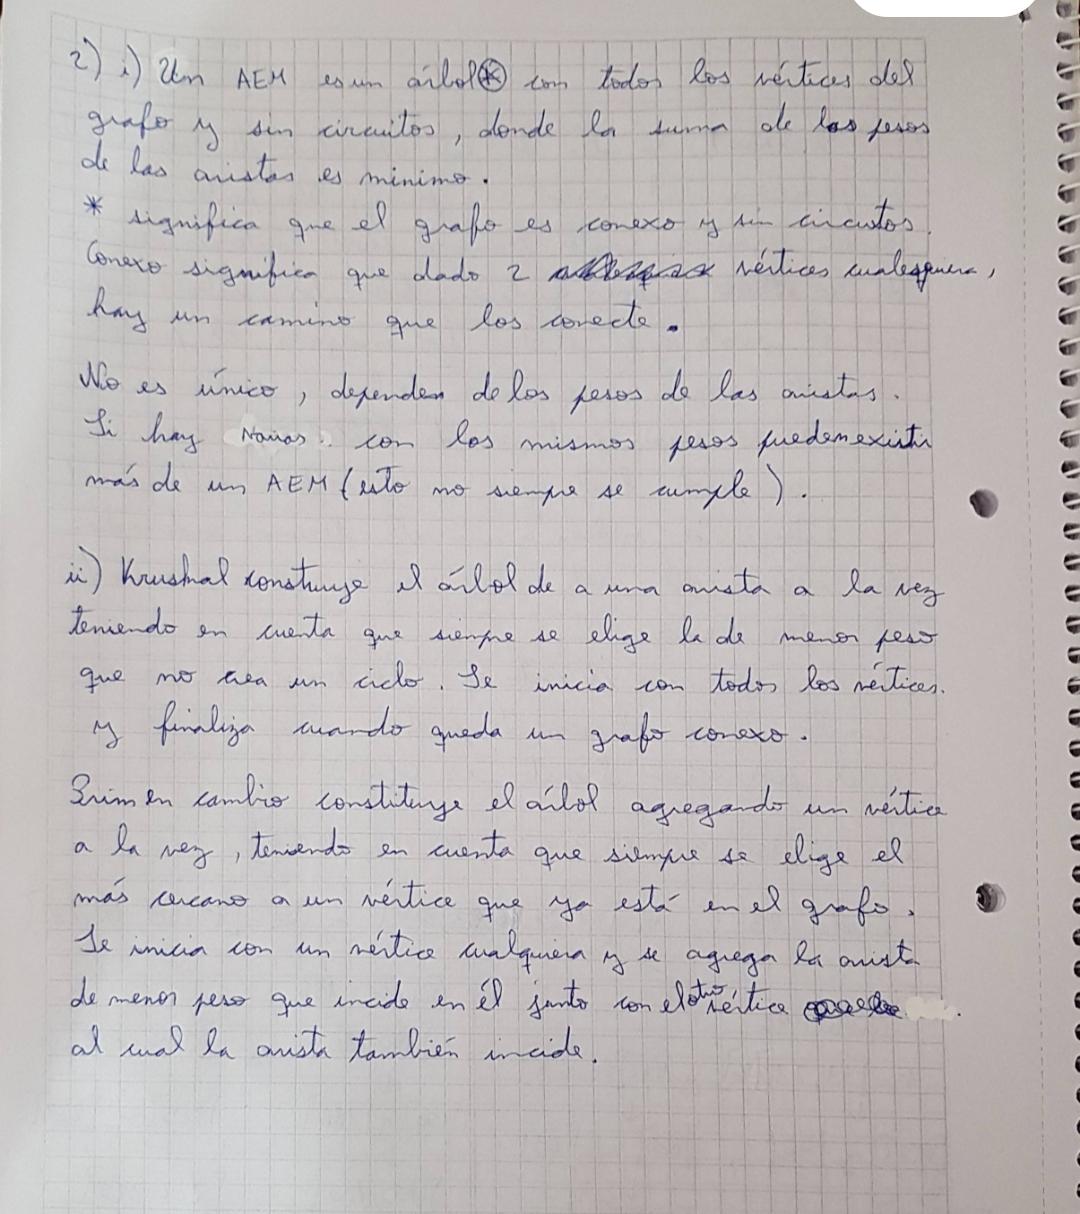 2) i) Un AEM es un árbol * con todos los vértices del
grafo y sin circuitos, donde la suma de los pesos
de las aristas es mínimo.
* significa que el grafo es conexo y sin circuitos.
Conexo significa que dado 2 vértices cualesquiera,
hay un camino que los conecte.
No es único, depende de los pesos de las aristas.
Si hay varias con los mismos pesos pueden existir
más de un AEM (esto no siempre se cumple).
ii) Kruskal construye el árbol de a una arista a la vez
teniendo en cuenta que siempre se elige la de menor peso
que no crea un ciclo. Se inicia con todos los vértices.
y finaliza cuando queda un grafo conexo.
Prim en cambio constituye el árbol agregando un vértice
a la vez, teniendo en cuenta que siempre se elige el
más cercano a un vértice que ya está en el grafo.
Se inicia con un vértice cualquiera y se agrega la arista
de menor peso que incide en él junto con el otro vértice
al cual la arista también incide.